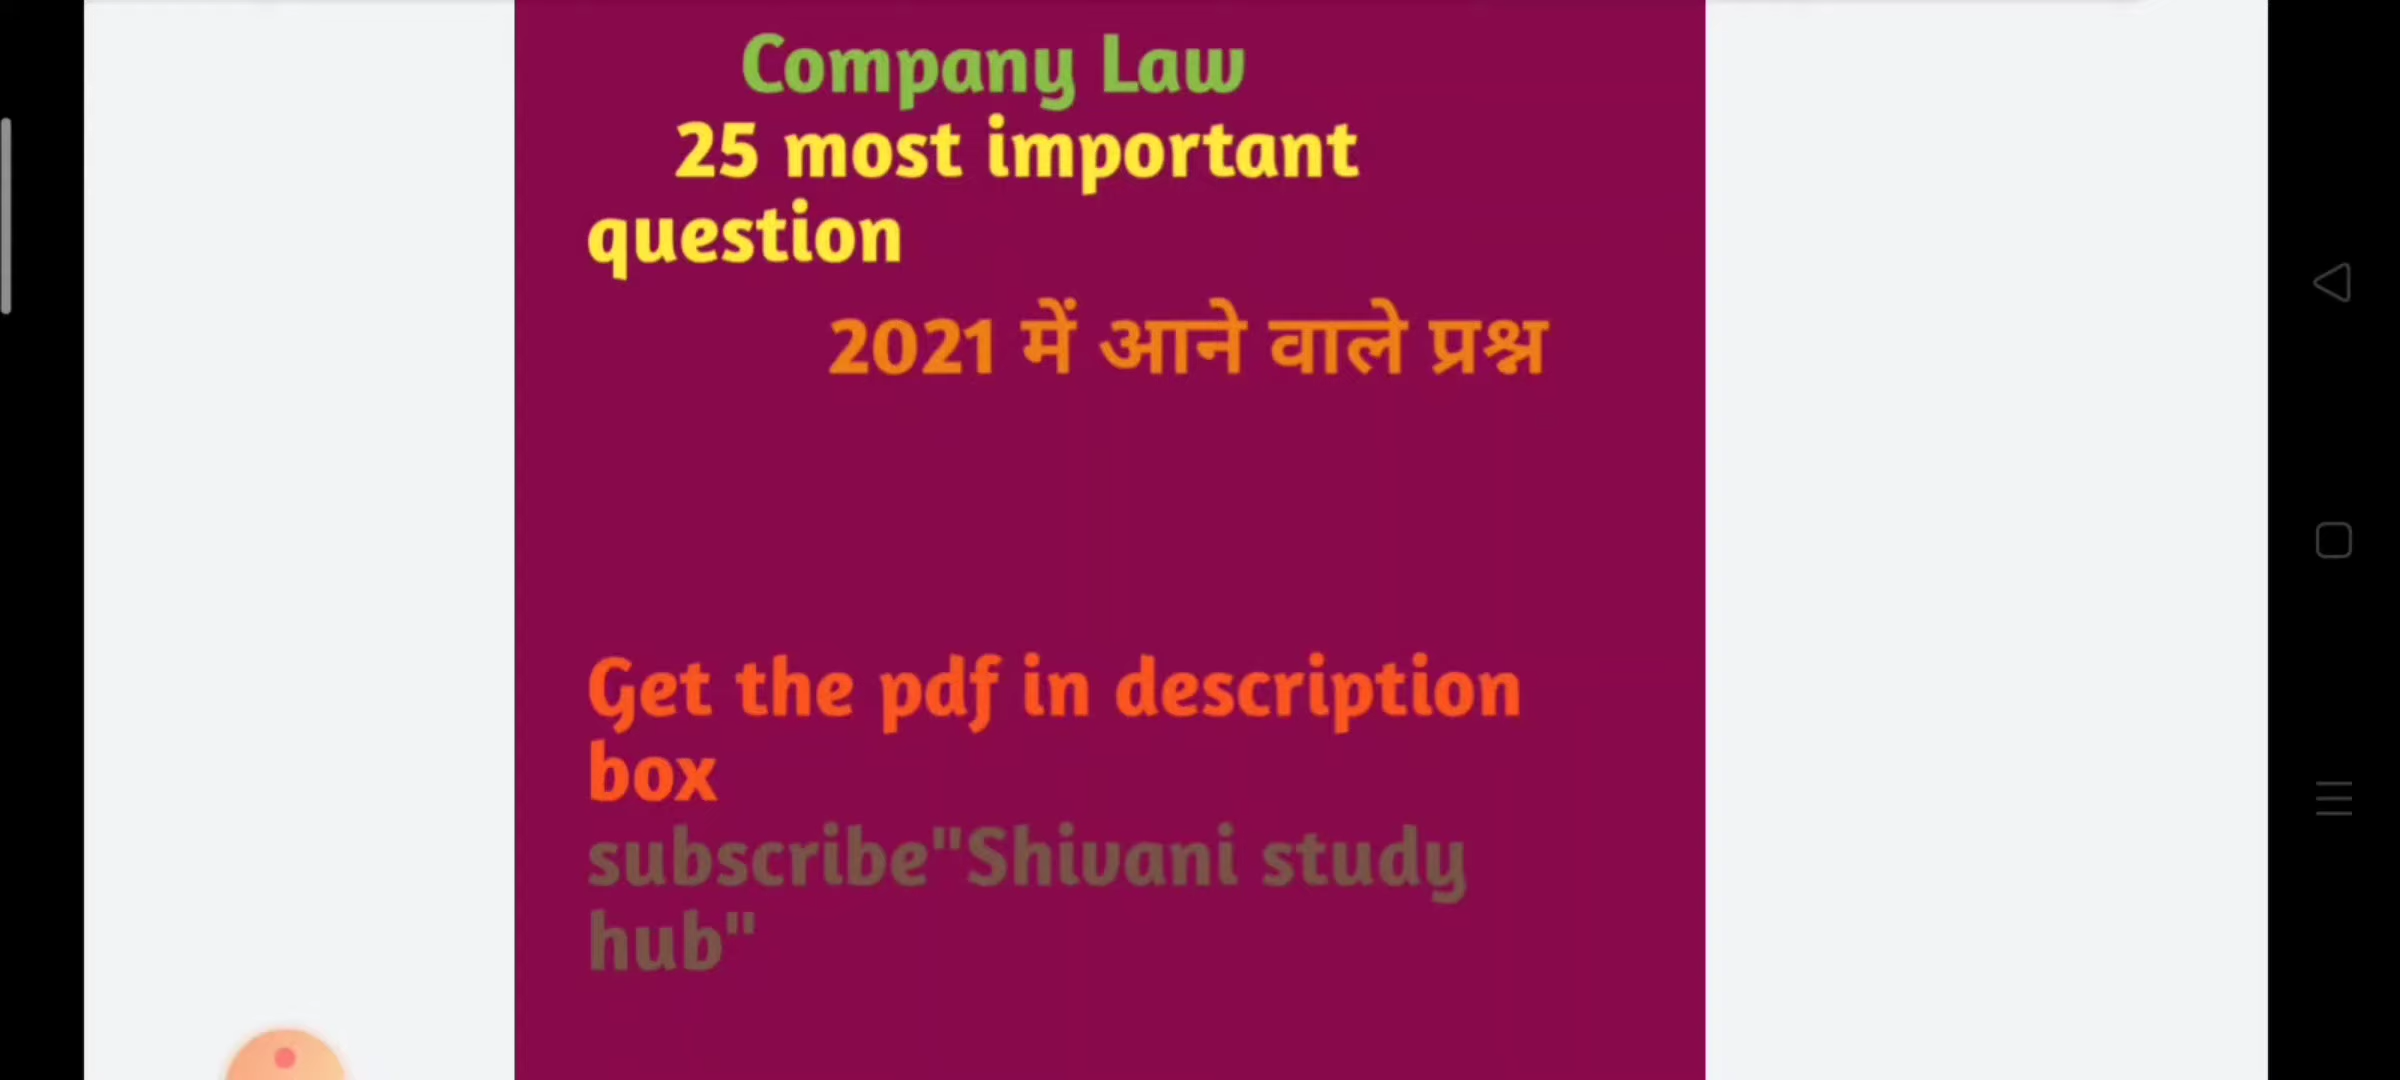 Company Law
25 most important
question
2021 में आने वाले प्रश्न
Get the pdf in description
box
subscribe"Shivani study
hub"